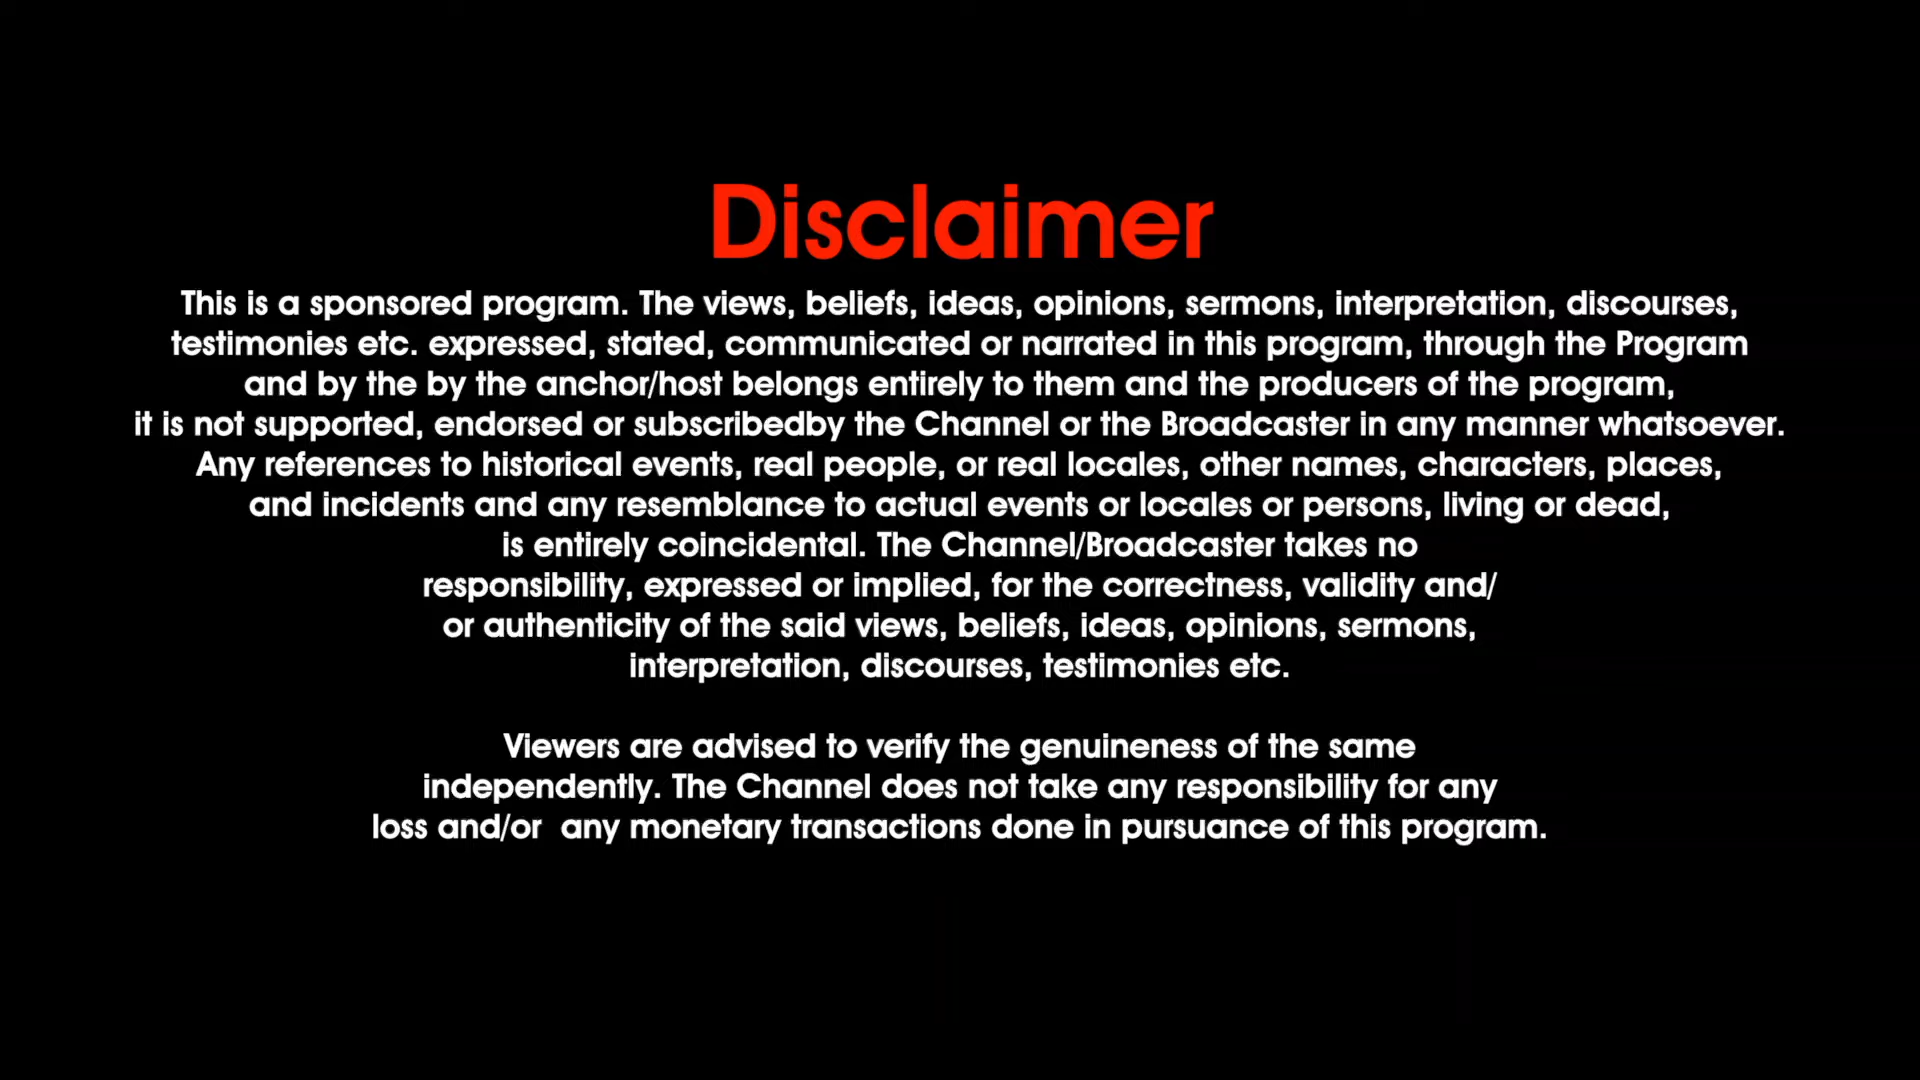 Disclaimer
This is a sponsored program. The views, beliefs, ideas, opinions, sermons, interpretation, discourses,
testimonies etc. expressed, stated, communicated or narrated in this program, through the Program
and by the by the anchor/host belongs entirely to them and the producers of the program,
it is not supported, endorsed or subscribedby the Channel or the Broadcaster in any manner whatsoever.
Any references to historical events, real people, or real locales, other names, characters, places,
and incidents and any resemblance to actual events or locales or persons, living or dead,
is entirely coincidental. The Channel/Broadcaster takes no
responsibility, expressed or implied, for the correctness, validity and/
or authenticity of the said views, beliefs, ideas, opinions, sermons,
interpretation, discourses, testimonies etc.
Viewers are advised to verify the genuineness of the same
independently. The Channel does not take any responsibility for any
loss and/or  any monetary transactions done in pursuance of this program.